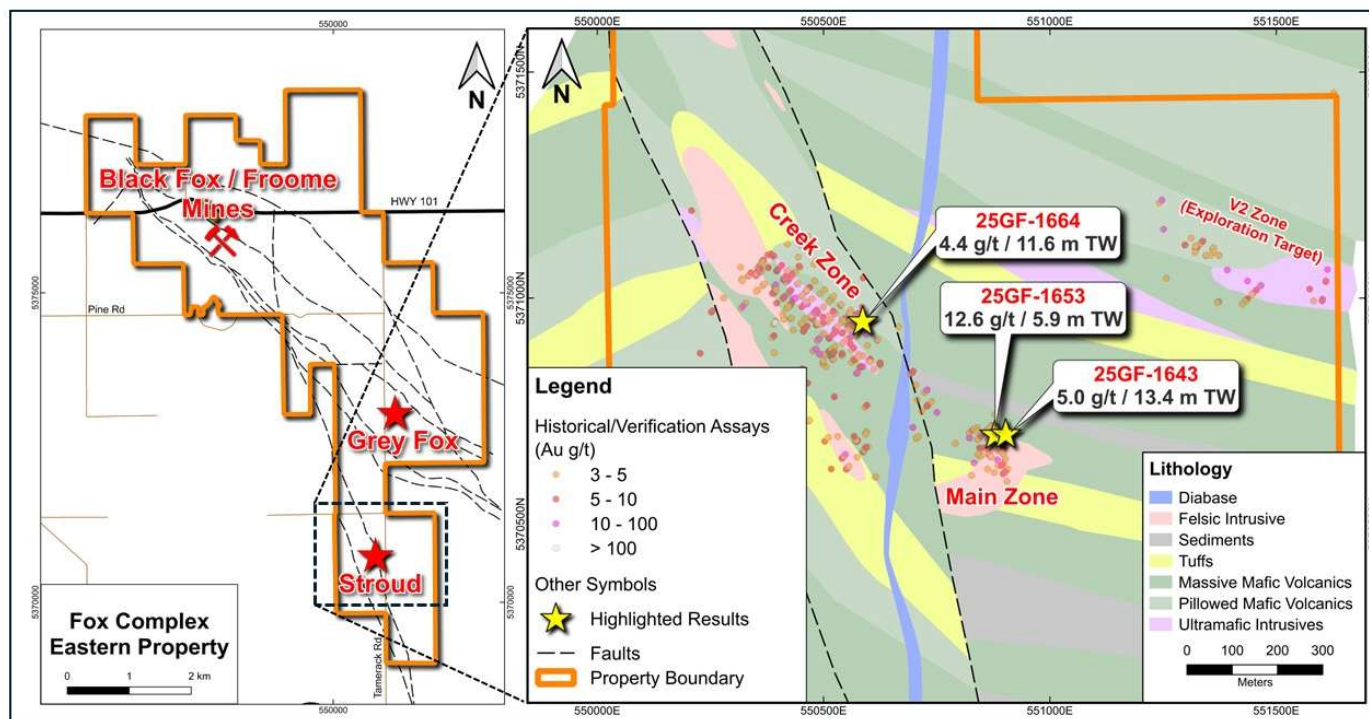 550000
N
Black Fox / Froome
Mines
HWY 101
5375000
5375000
Pine Rd
Grey Fox
Stroud
5370000
5370000
Tamarack Rd
Fox Complex
Eastern Property
0 1 2 km
550000
550000E 550500E 551000E 551500E
5371500N
N
5371000N
5370500N
Creek Zone
V2 Zone
(Exploration Target)
25GF-1664
4.4 g/t / 11.6 m TW
25GF-1653
12.6 g/t / 5.9 m TW
25GF-1643
5.0 g/t / 13.4 m TW
Main Zone
Legend
Historical/Verification Assays
(Au g/t)
3 - 5
5 - 10
10 - 100
> 100
Other Symbols
Highlighted Results
Faults
Property Boundary
Lithology
Diabase
Felsic Intrusive
Sediments
Tuffs
Massive Mafic Volcanics
Pillowed Mafic Volcanics
Ultramafic Intrusives
0 100 200 300
Meters
550000E 550500E 551000E 551500E